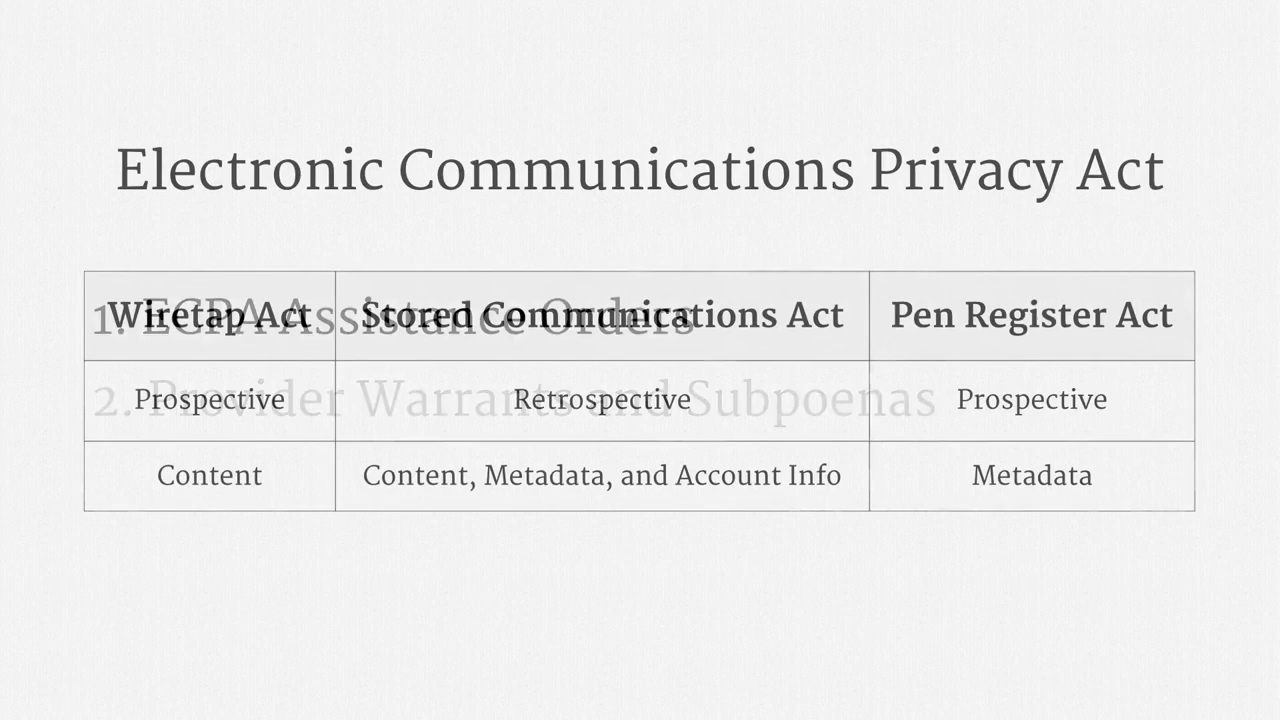 Electronic Communications Privacy Act
Wiretap Act Stored Communications Act Pen Register Act
1. ECPA Assistance Orders
Prospective Retrospective Prospective
2. Provider Warrants and Subpoenas
Content Content, Metadata, and Account Info Metadata